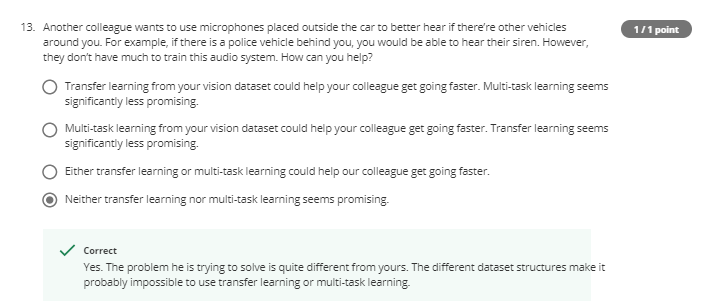 13. Another colleague wants to use microphones placed outside the car to better hear if there're other vehicles
1 / 1 point
around you. For example, if there is a police vehicle behind you, you would be able to hear their siren. However,
they don't have much to train this audio system. How can you help?
Transfer learning from your vision dataset could help your colleague get going faster. Multi-task learning seems
significantly less promising.
Multi-task learning from your vision dataset could help your colleague get going faster. Transfer learning seems
significantly less promising.
Either transfer learning or multi-task learning could help our colleague get going faster.
Neither transfer learning nor multi-task learning seems promising.
Correct
Yes. The problem he is trying to solve is quite different from yours. The different dataset structures make it
probably impossible to use transfer learning or multi-task learning.